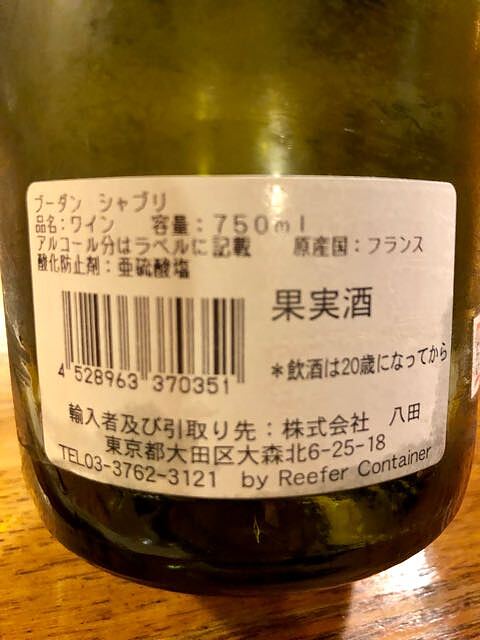 ブーダン シャブリ
品名：ワイン 容量：７５０ｍｌ
アルコール分はラベルに記載 原産国：フランス
酸化防止剤：亜硫酸塩
果実酒
4 528963 370351
＊飲酒は20歳になってから
輸入者及び引取り先：株式会社 八田
東京都大田区大森北6-25-18
TEL03-3762-3121 by Reefer Container